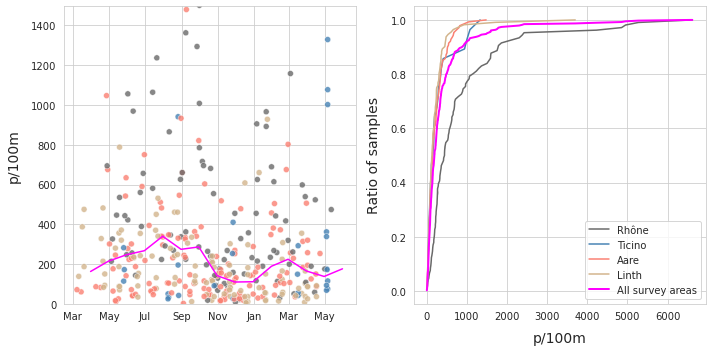 p/100m
1400
1200
1000
800
600
400
200
0
Mar May Jul Sep Nov Jan Mar May
Ratio of samples
1.0
0.8
0.6
0.4
0.2
0.0
Rhône
Ticino
Aare
Linth
All survey areas
0 1000 2000 3000 4000 5000 6000
p/100m